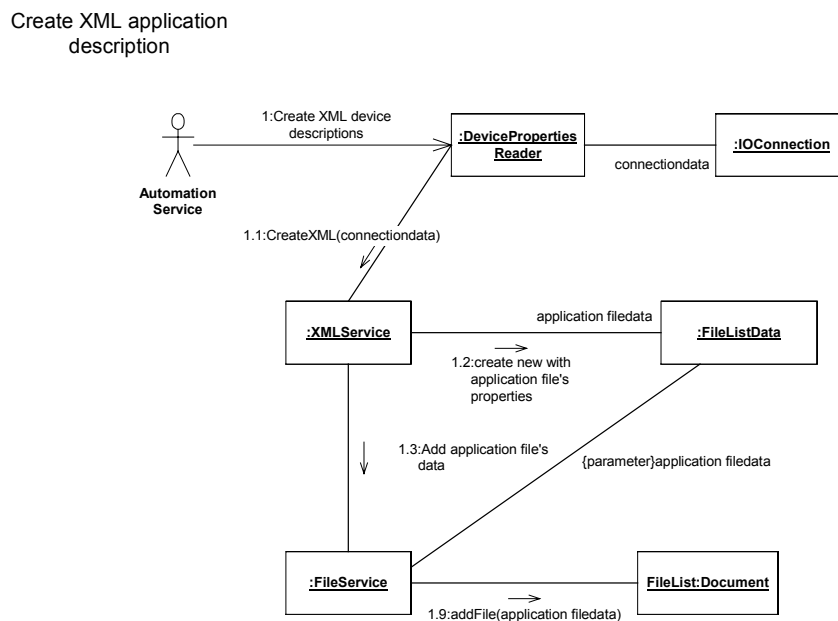 Create XML application
description
1:Create XML device
descriptions
:DeviceProperties
Reader
:IOConnection
connectiondata
Automation
Service
1.1:CreateXML(connectiondata)
application filedata
:XMLService
:FileListData
1.2:create new with
application file's
properties
1.3:Add application file's
data
{parameter}application filedata
:FileService
FileList:Document
1.9:addFile(application filedata)